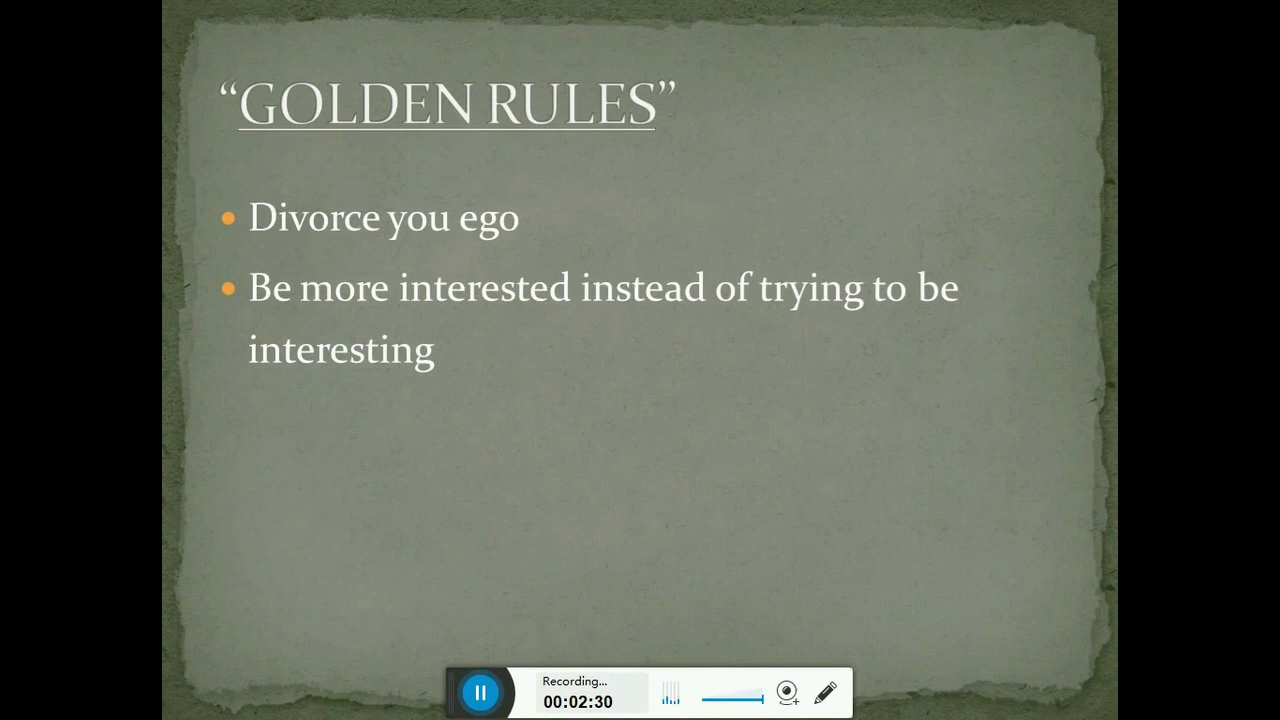 “GOLDEN RULES”
• Divorce you ego
• Be more interested instead of trying to be
interesting
Recording...
00:02:30